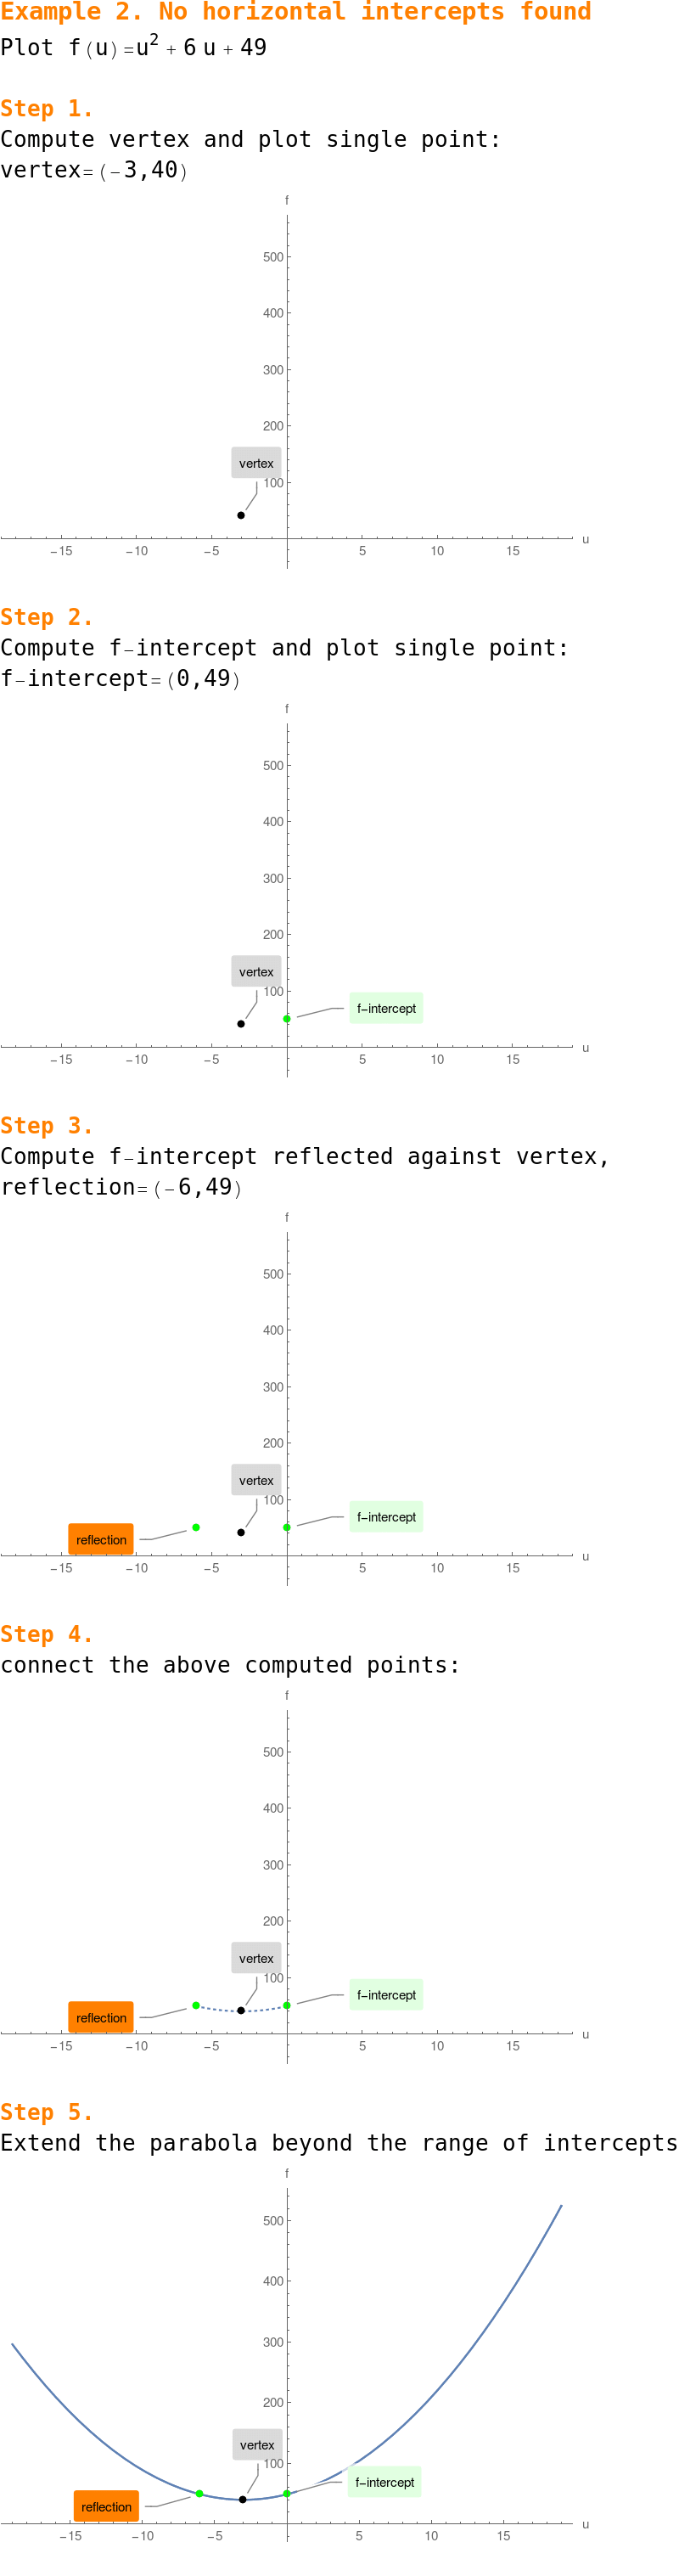 Example 2. No horizontal intercepts found
Plot f(u)=u² + 6 u + 49
Step 1.
Compute vertex and plot single point:
vertex=(-3,40)
f
500
400
300
200
vertex
100
u
-15 -10 -5 5 10 15
Step 2.
Compute f-intercept and plot single point:
f-intercept=(0,49)
f
500
400
300
200
vertex
100
f-intercept
u
-15 -10 -5 5 10 15
Step 3.
Compute f-intercept reflected against vertex,
reflection=(-6,49)
f
500
400
300
200
vertex
100
f-intercept
reflection
u
-15 -10 -5 5 10 15
Step 4.
connect the above computed points:
f
500
400
300
200
vertex
100
f-intercept
reflection
u
-15 -10 -5 5 10 15
Step 5.
Extend the parabola beyond the range of intercepts
f
500
400
300
200
vertex
100
f-intercept
reflection
u
-15 -10 -5 5 10 15